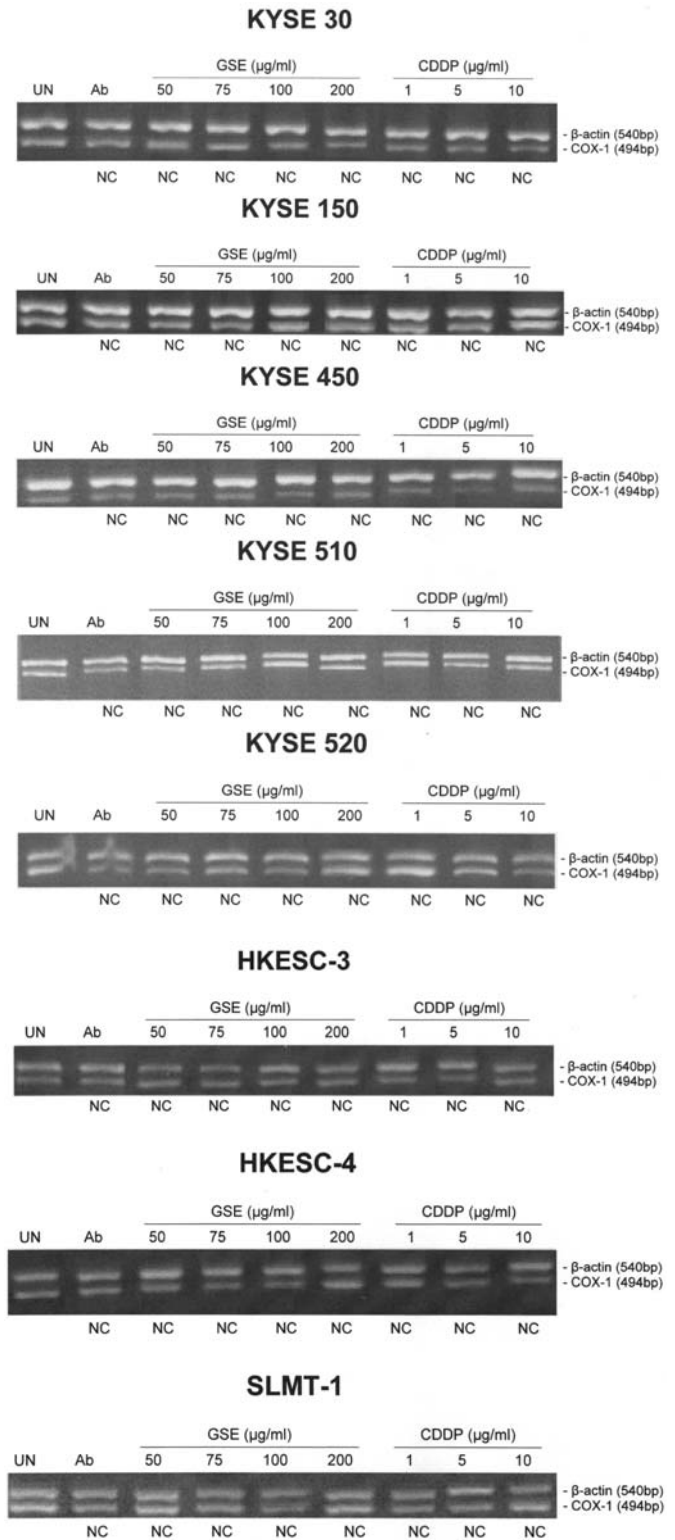 KYSE 30
GSE (µg/ml) CDDP (µg/ml)
UN Ab 50 75 100 200 1 5 10
- β-actin (540bp)
- COX-1 (494bp)
NC NC NC NC NC NC NC NC
KYSE 150
GSE (µg/ml) CDDP (µg/ml)
UN Ab 50 75 100 200 1 5 10
- β-actin (540bp)
- COX-1 (494bp)
NC NC NC NC NC NC NC NC
KYSE 450
GSE (µg/ml) CDDP (µg/ml)
UN Ab 50 75 100 200 1 5 10
- β-actin (540bp)
- COX-1 (494bp)
NC NC NC NC NC NC NC NC
KYSE 510
GSE (µg/ml) CDDP (µg/ml)
UN Ab 50 75 100 200 1 5 10
- β-actin (540bp)
- COX-1 (494bp)
NC NC NC NC NC NC NC NC
KYSE 520
GSE (µg/ml) CDDP (µg/ml)
UN Ab 50 75 100 200 1 5 10
- β-actin (540bp)
- COX-1 (494bp)
NC NC NC NC NC NC NC NC
HKESC-3
GSE (µg/ml) CDDP (µg/ml)
UN Ab 50 75 100 200 1 5 10
- β-actin (540bp)
- COX-1 (494bp)
NC NC NC NC NC NC NC NC
HKESC-4
GSE (µg/ml) CDDP (µg/ml)
UN Ab 50 75 100 200 1 5 10
- β-actin (540bp)
- COX-1 (494bp)
NC NC NC NC NC NC NC NC
SLMT-1
GSE (µg/ml) CDDP (µg/ml)
UN Ab 50 75 100 200 1 5 10
- β-actin (540bp)
- COX-1 (494bp)
NC NC NC NC NC NC NC NC